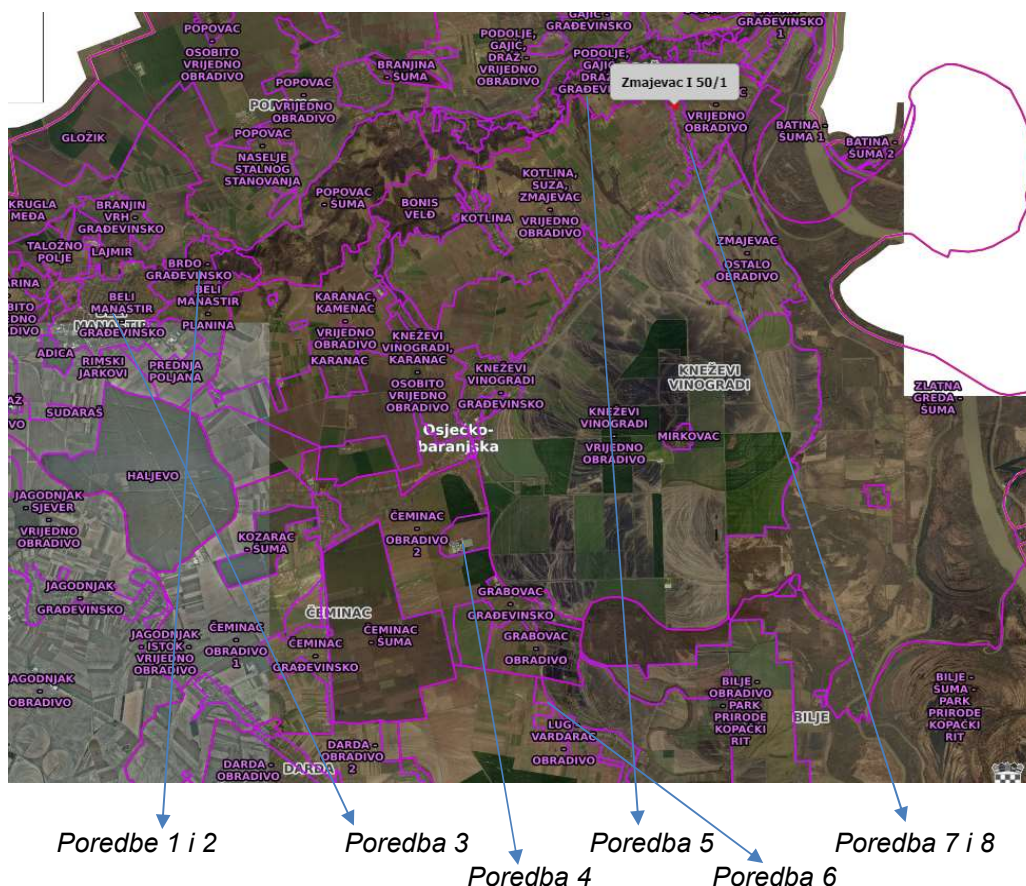 POPOVAC
-
OSOBITO
VRIJEDNO
OBRADIVO
PODOLJE,
GAJIĆ,
DRAŽ -
VRIJEDNO
OBRADIVO
GAJIĆ -
GRAĐEVINSKO
GRAĐEVINSKO
1
BRANJINA
- ŠUMA
PODOLJE,
GAJIĆ,
DRAŽ
GRAĐEVINSKO
Zmajevac I 50/1
POPOVAC
-
VRIJEDNO
OBRADIVO
VRIJEDNO
OBRADIVO
BATINA -
ŠUMA 1
BATINA -
ŠUMA 2
GLOŽIK
POPOVAC
-
NASELJE
STALNOG
STANOVANJA
POPOVAC
- ŠUMA
BONIS
VELĐ
KOTLINA
KOTLINA,
SUZA,
ZMAJEVAC
-
VRIJEDNO
OBRADIVO
KRUGLA
MEĐA
BRANJIN
VRH -
GRAĐEVINSKO
TALOŽNO
POLJE
LAJMIR
BRDO -
GRAĐEVINSKO
BELI
MANASTIR
-
PLANINA
BELI
MANASTIR
-
GRAĐEVINSKO
ZMAJEVAC
-
OSTALO
OBRADIVO
KARANAC,
KAMENAC
-
VRIJEDNO
OBRADIVO
KARANAC
KNEŽEVI
VINOGRADI,
KARANAC
-
OSOBITO
VRIJEDNO
OBRADIVO
KNEŽEVI
VINOGRADI
-
GRAĐEVINSKO
ADICA
RIMSKI
JARKOVI
PREDNJA
POLJANA
SUDARAŠ
KNEŽEVI
VINOGRADI
KNEŽEVI
VINOGRADI
-
VRIJEDNO
OBRADIVO
MIRKOVAC
ZLATNA
GREDA -
ŠUMA
Osječko-
baranjska
HALJEVO
JAGODNJAK
- SJEVER
-
VRIJEDNO
OBRADIVO
KOZARAC
- ŠUMA
ČEMINAC
-
OBRADIVO
2
JAGODNJAK
-
GRAĐEVINSKO
ČEMINAC
GRABOVAC
-
GRAĐEVINSKO
GRABOVAC
-
OBRADIVO
JAGODNJAK
- ISTOK -
VRIJEDNO
OBRADIVO
ČEMINAC
-
OBRADIVO
1
ČEMINAC
-
GRAĐEVINSKO
ČEMINAC
- ŠUMA
JAGODNJAK
-
OBRADIVO
BILJE -
OBRADIVO
- PARK
PRIRODE
KOPAČKI
RIT
BILJE
BILJE -
ŠUMA -
PARK
PRIRODE
KOPAČKI
RIT
LUG,
VARDARAC
-
OBRADIVO
DARDA -
OBRADIVO
DARDA
DARDA -
OBRADIVO
2
Poredbe 1 i 2
Poredba 3
Poredba 5
Poredba 7 i 8
Poredba 4
Poredba 6